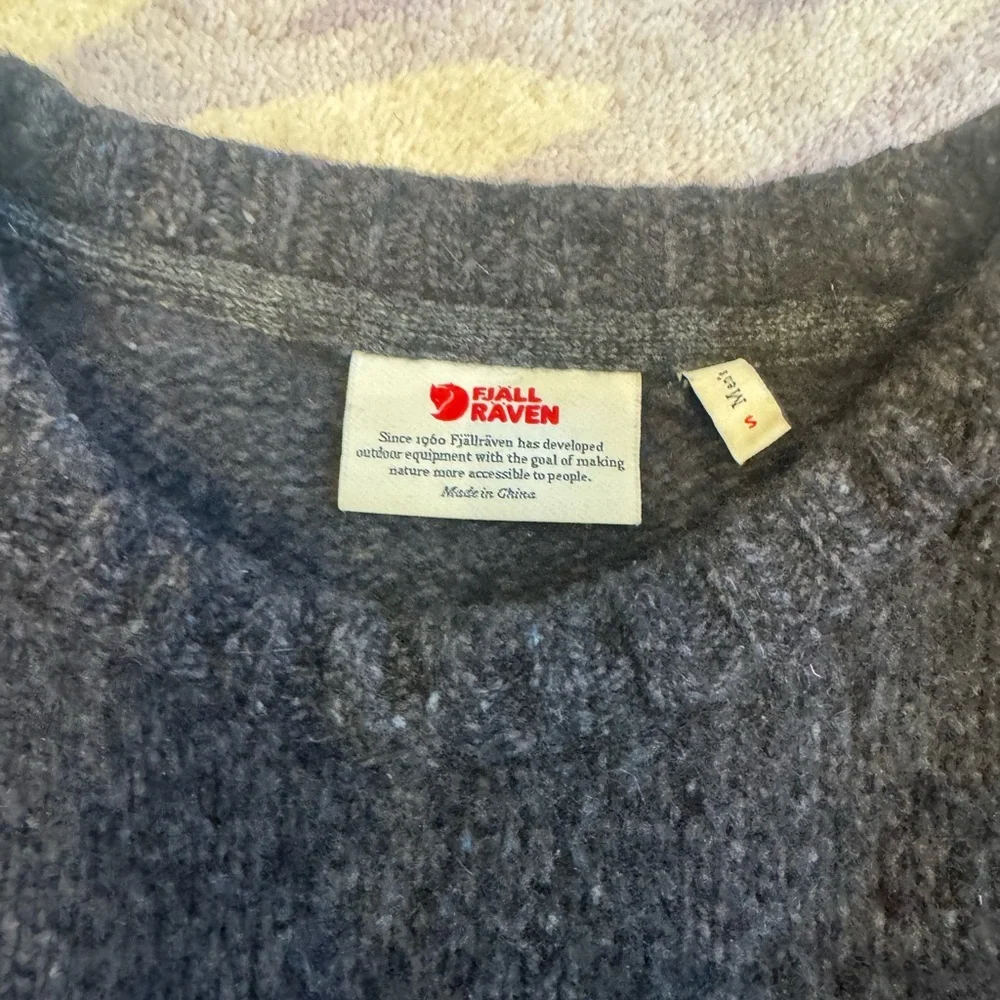 FJÄLL
RÄVEN
Since 1960 Fjällräven has developed
outdoor equipment with the goal of making
nature more accessible to people.
Made in China
Men's
S